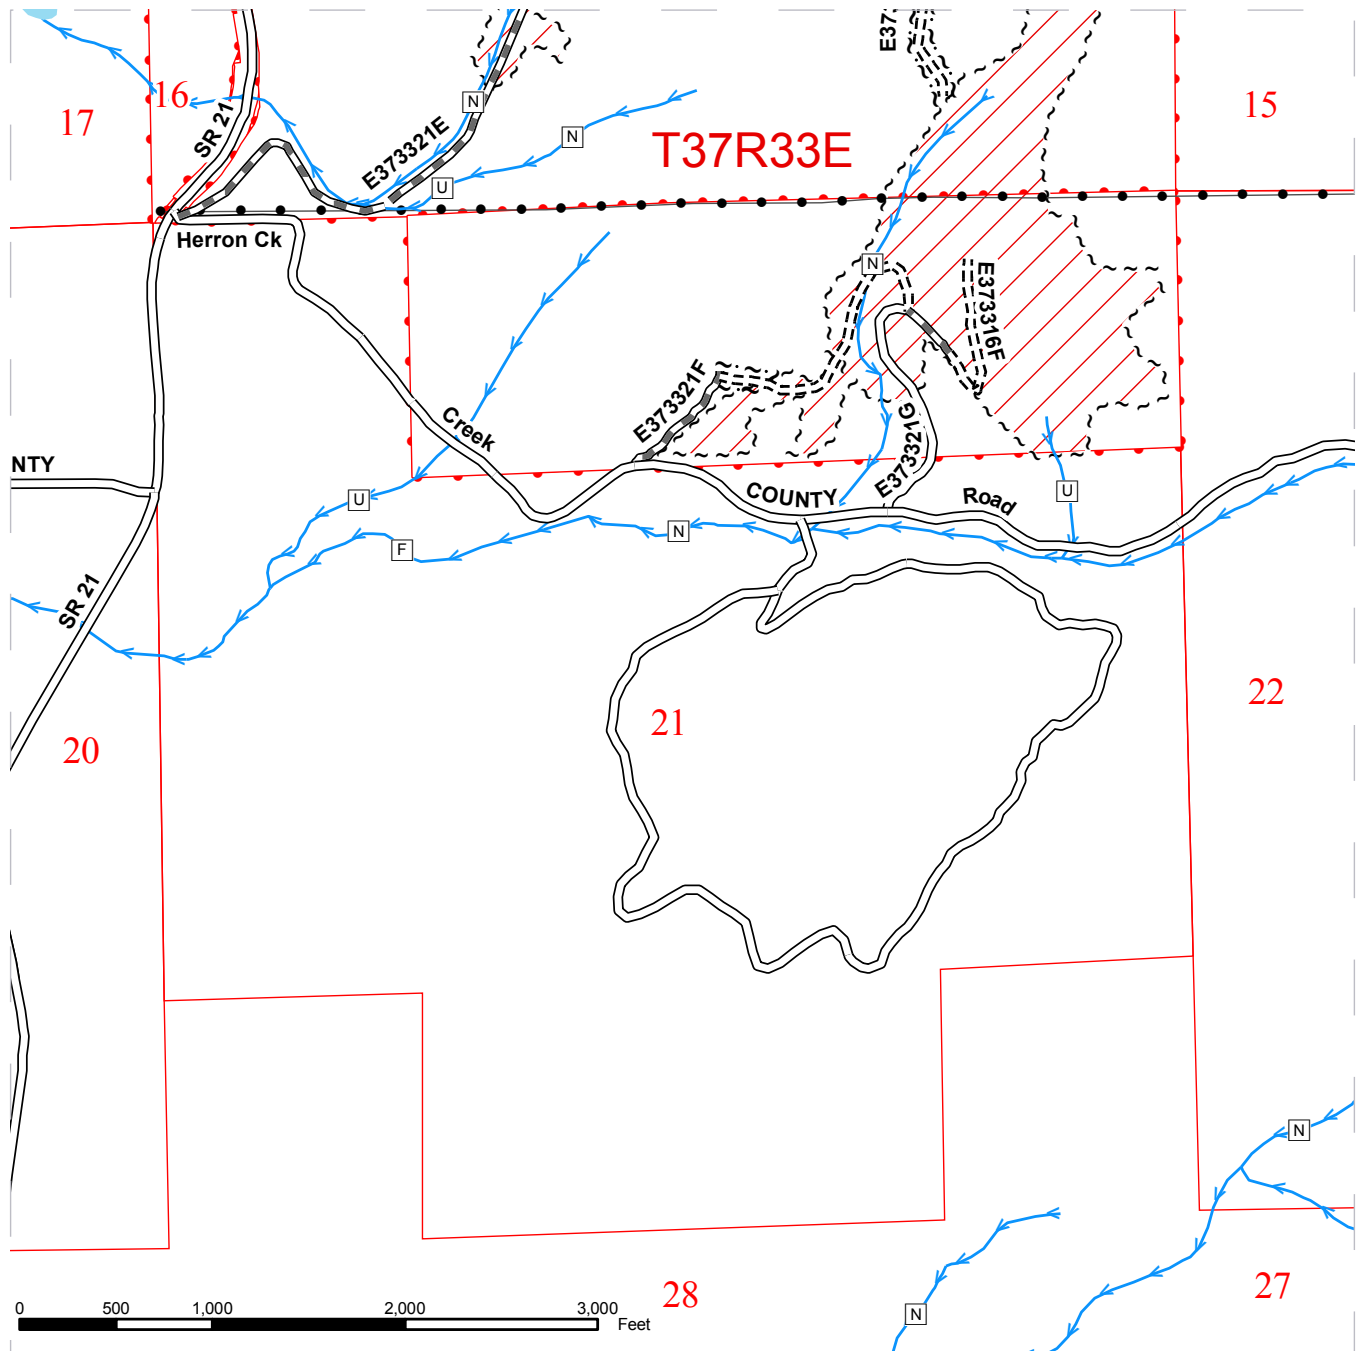 E37
16
17
15
SR 21
N
N
E373321E
T37R33E
U
Herron Ck
N
E373316F
E373321F
Creek
E373321G
NTY
COUNTY
Road
U
U
N
F
SR 21
22
21
20
N
28
27
N
0 500 1,000 2,000 3,000
Feet